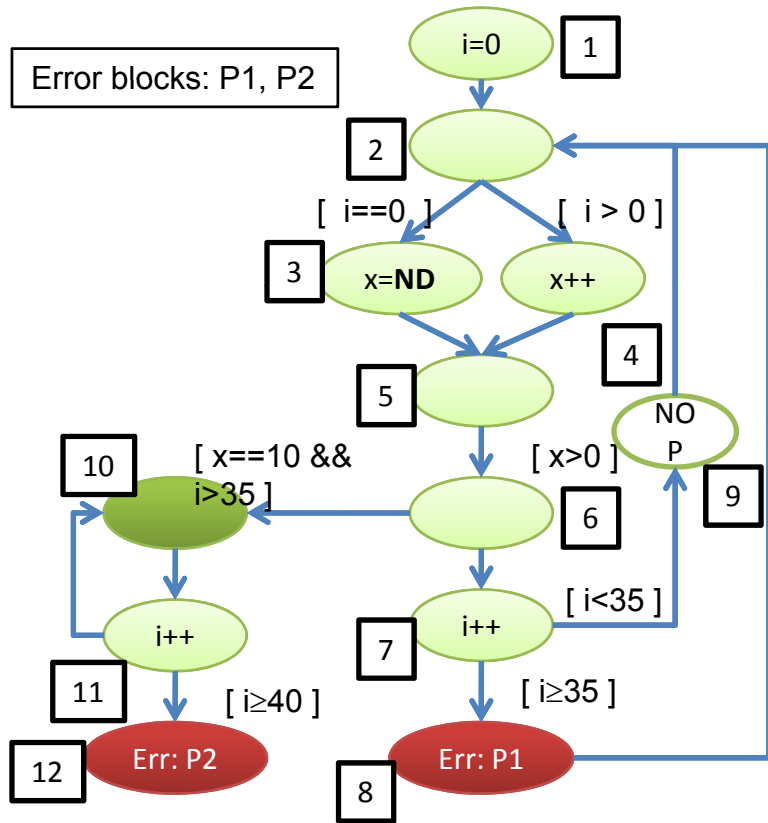 i=0
1
Error blocks: P1, P2
2
[ i==0 ]
[ i > 0 ]
3
x=ND
x++
4
5
NO
P
[ x==10 &&
i>35 ]
[ x>0 ]
10
6
9
i++
i++
[ i<35 ]
7
11
[ i≥40 ]
[ i≥35 ]
12
Err: P2
Err: P1
8